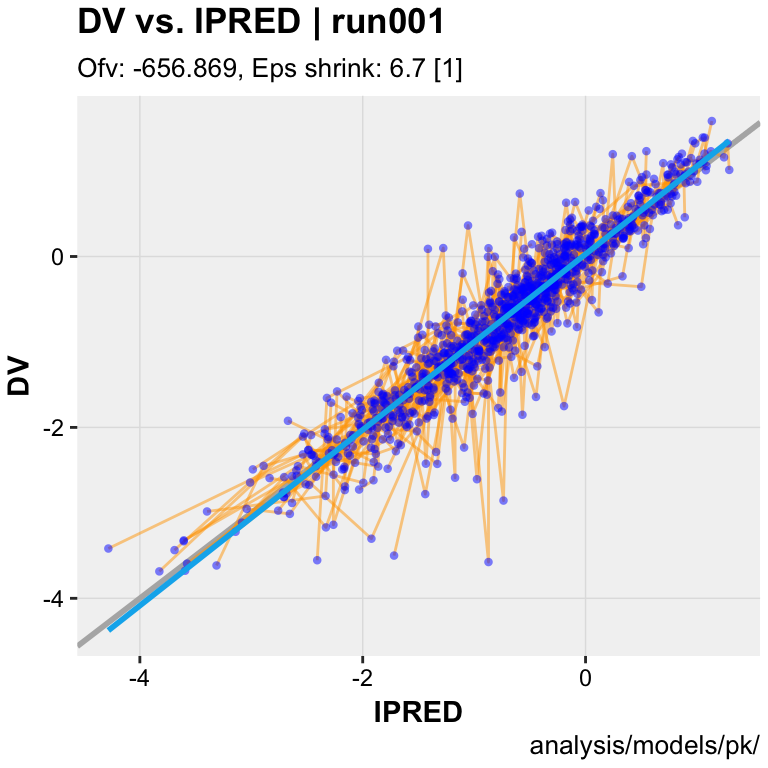 DV vs. IPRED | run001
Ofv: -656.869, Eps shrink: 6.7 [1]
DV
0
-2
-4
-4
-2
0
IPRED
analysis/models/pk/